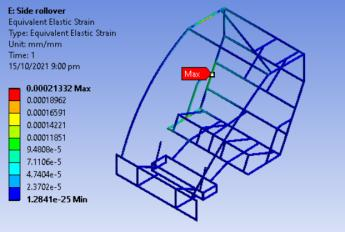 E: Side rollover
Equivalent Elastic Strain
Type: Equivalent Elastic Strain
Unit: mm/mm
Time: 1
15/10/2021 9:00 pm
0.00021332 Max
0.00018962
0.00016591
0.00014221
0.00011851
9.4808e-5
7.1106e-5
4.7404e-5
2.3702e-5
1.2841e-25 Min
Max